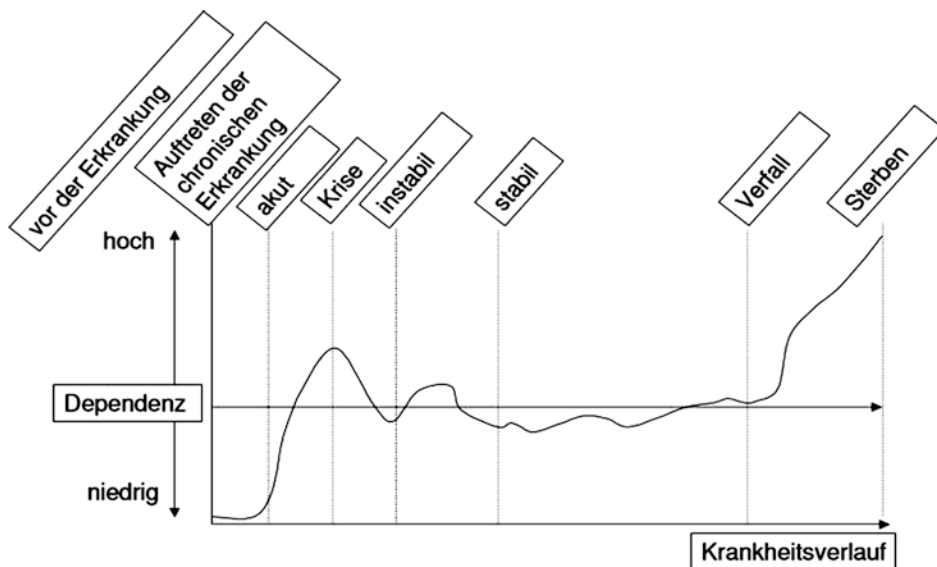 vor der Erkrankung
Auftreten der
chronischen
Erkrankung
akut
Krise
instabil
stabil
Verfall
Sterben
hoch
Dependenz
niedrig
Krankheitsverlauf